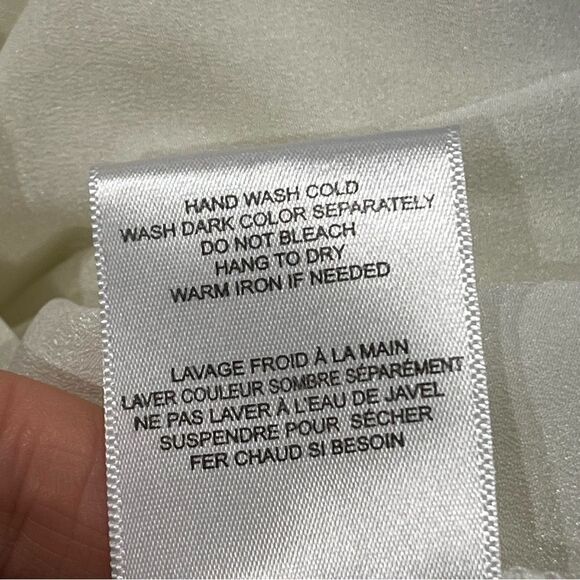 HAND WASH COLD
WASH DARK COLOR SEPARATELY
DO NOT BLEACH
HANG TO DRY
WARM IRON IF NEEDED
LAVAGE FROID À LA MAIN
LAVER COULEUR SOMBRE SÉPARÉMENT
NE PAS LAVER À L'EAU DE JAVEL
SUSPENDRE POUR SÉCHER
FER CHAUD SI BESOIN